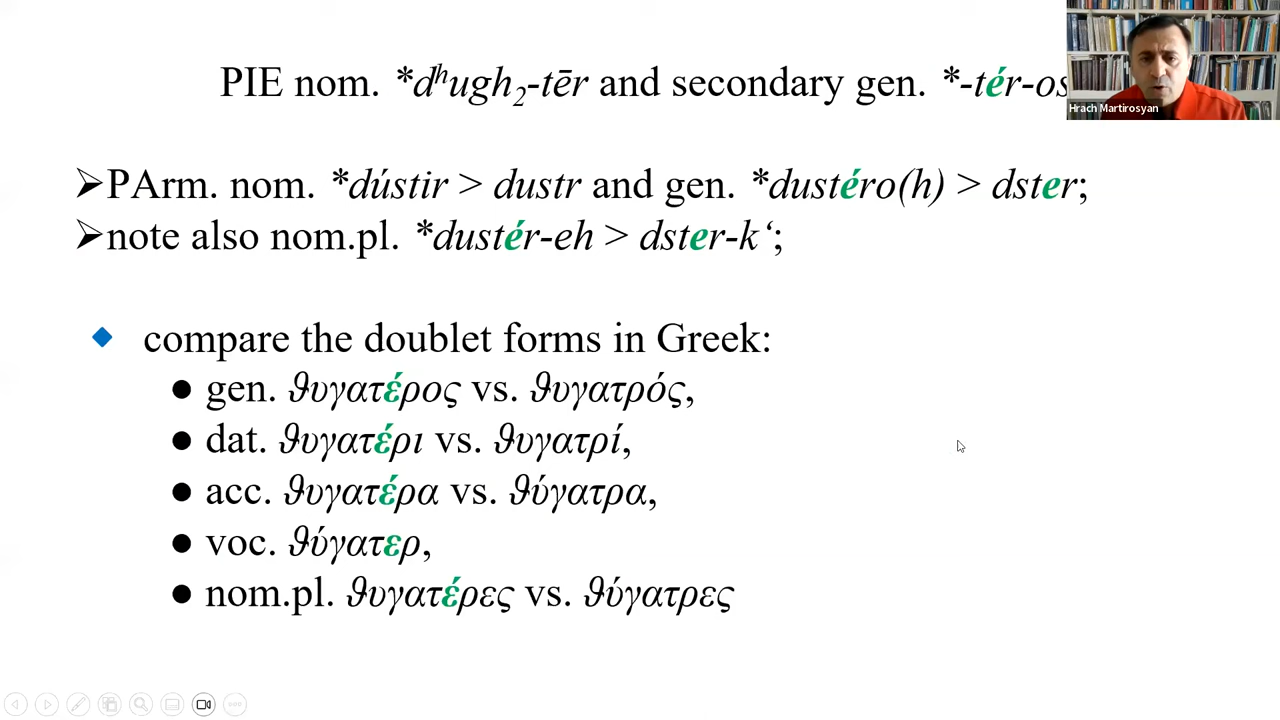 PIE nom. *dʰugh₂-tēr and secondary gen. *-tér-os
Hrach Martirosyan
➢PArm. nom. *dústir > dustr and gen. *dustéro(h) > dster;
➢note also nom.pl. *dustér-eh > dster-k‘;
◆ compare the doublet forms in Greek:
● gen. ϑυγατέρος vs. ϑυγατρός,
● dat. ϑυγατέρι vs. ϑυγατρί,
● acc. ϑυγατέρα vs. ϑύγατρα,
● voc. ϑύγατερ,
● nom.pl. ϑυγατέρες vs. ϑύγατρες